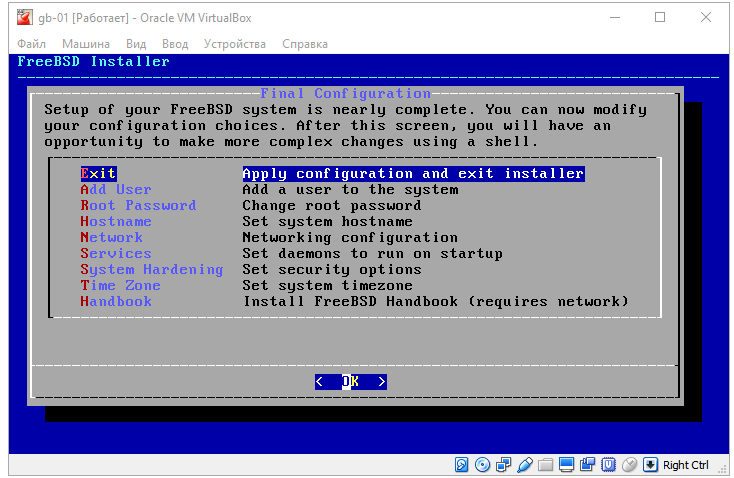 gb-01 [Работает] - Oracle VM VirtualBox
Файл Машина Вид Ввод Устройства Справка
FreeBSD Installer
Final Configuration
Setup of your FreeBSD system is nearly complete. You can now modify
your configuration choices. After this screen, you will have an
opportunity to make more complex changes using a shell.
Exit Apply configuration and exit installer
Add User Add a user to the system
Root Password Change root password
Hostname Set system hostname
Network Networking configuration
Services Set daemons to run on startup
System Hardening Set security options
Time Zone Set system timezone
Handbook Install FreeBSD Handbook (requires network)
< OK >
Right Ctrl